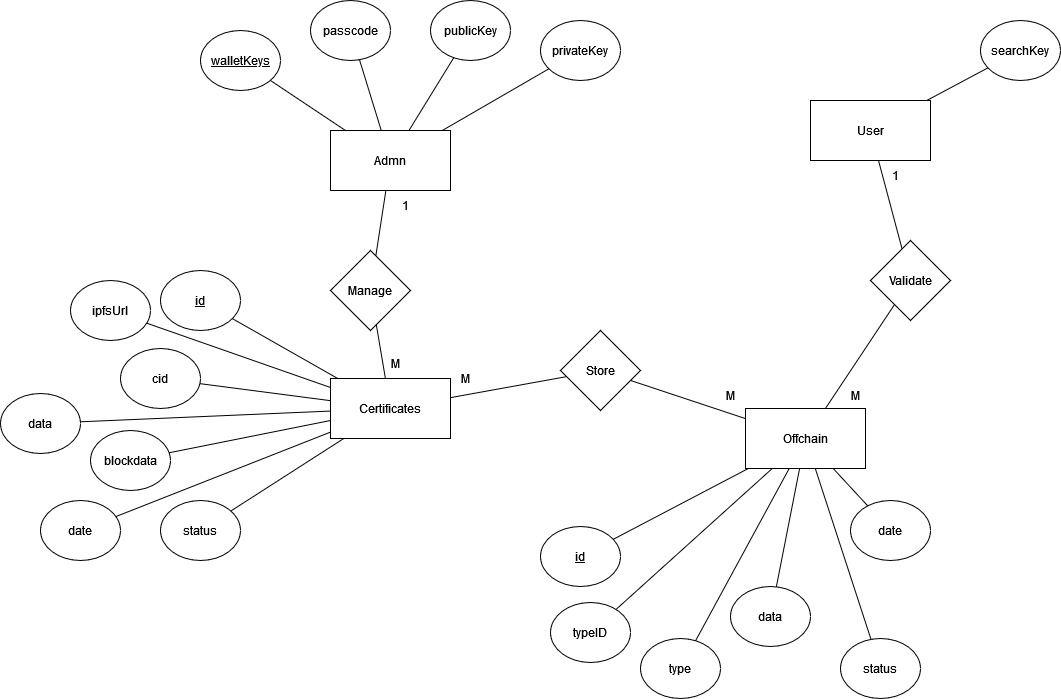 searchKey
passcode
publicKey
privateKey
walletKeys
User
Admn
1
1
Validate
Manage
id
ipfsUrl
M
Store
cid
M
M
M
Certificates
data
Offchain
blockdata
date
status
date
id
data
typeID
type
status